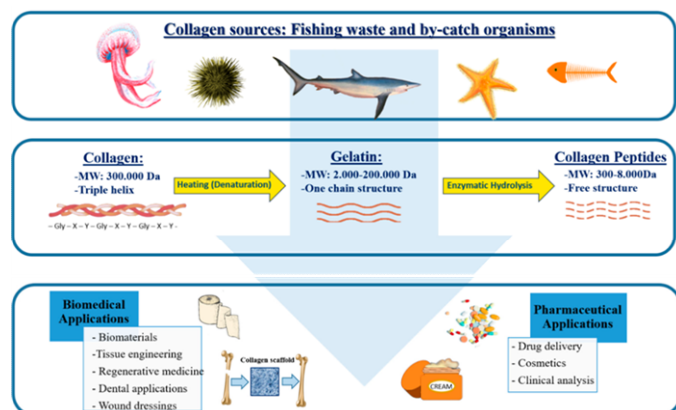 Collagen sources: Fishing waste and by-catch organisms
Collagen:
-MW: 300.000 Da
-Triple helix
– Gly – X – Y – Gly – X – Y – Gly – X – Y -
Heating (Denaturation)
Gelatin:
-MW: 2.000-200.000 Da
-One chain structure
Enzymatic Hydrolysis
Collagen Peptides
-MW: 300-8.000Da
-Free structure
Biomedical
Applications
- Biomaterials
-Tissue engineering
- Regenerative medicine
- Dental applications
- Wound dressings
Collagen scaffold
CREAM
Pharmaceutical
Applications
- Drug delivery
- Cosmetics
- Clinical analysis